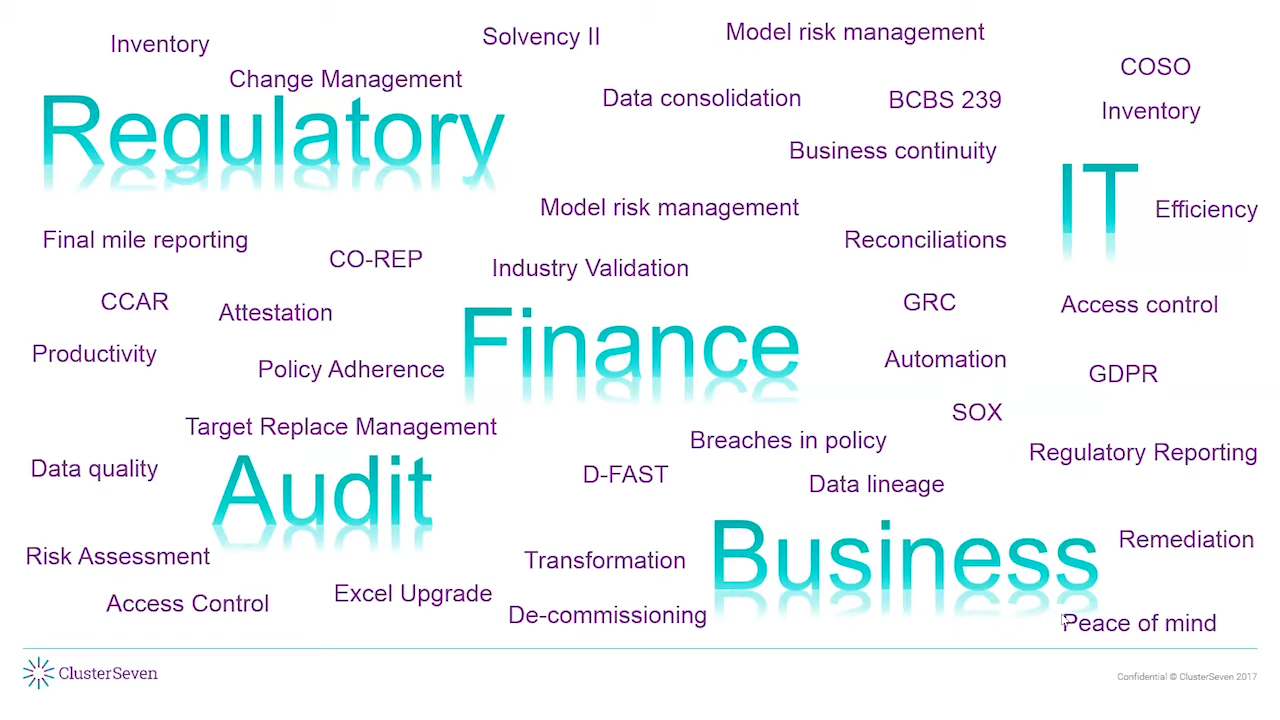 Inventory
Solvency II
Model risk management
COSO
Change Management
Data consolidation
BCBS 239
Inventory
Regulatory
Business continuity
IT
Model risk management
Efficiency
Final mile reporting
CO-REP
Industry Validation
Reconciliations
CCAR
Attestation
GRC
Access control
Finance
Productivity
Policy Adherence
Automation
GDPR
Target Replace Management
SOX
Breaches in policy
Regulatory Reporting
Data quality
Audit
D-FAST
Data lineage
Risk Assessment
Transformation
Business
Remediation
Access Control
Excel Upgrade
De-commissioning
Peace of mind
ClusterSeven
Confidential © ClusterSeven 2017